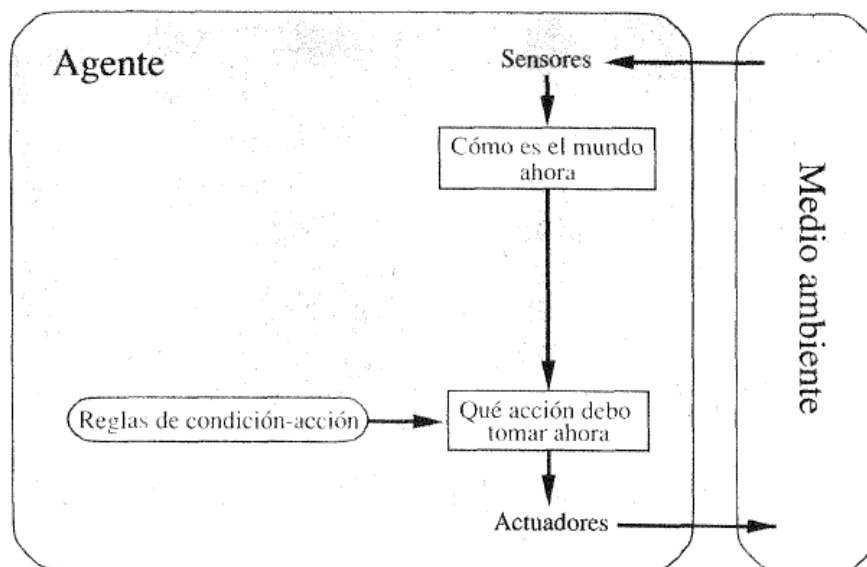 Agente
Sensores
Cómo es el mundo
ahora
Medio ambiente
Reglas de condición-acción
Qué acción debo
tomar ahora
Actuadores